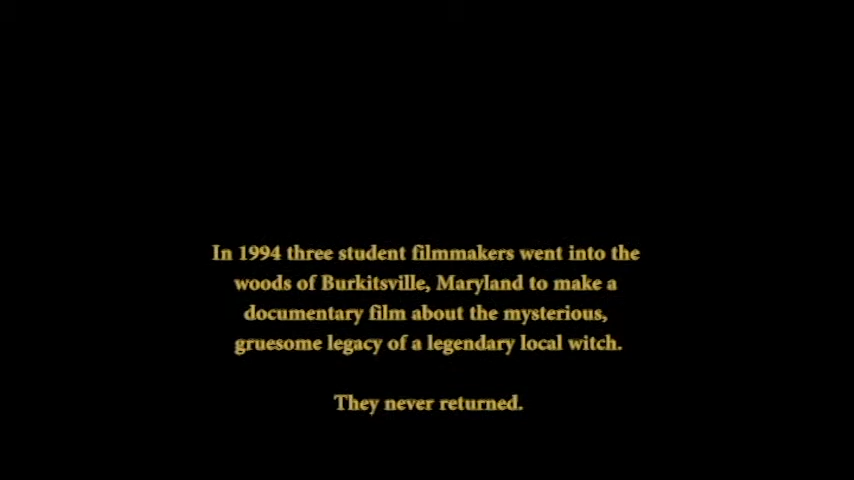 In 1994 three student filmmakers went into the
woods of Burkitsville, Maryland to make a
documentary film about the mysterious,
gruesome legacy of a legendary local witch.
They never returned.